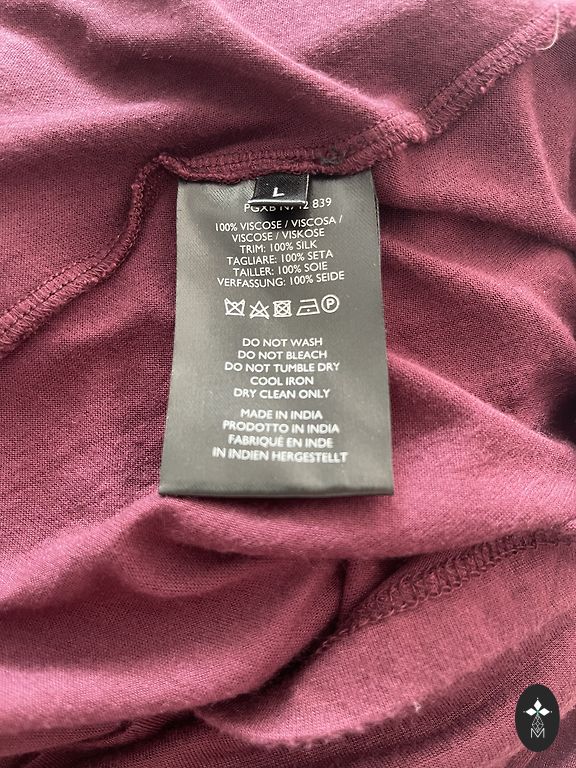 L
839
100% VISCOSE / VISCOSA /
VISCOSE / VISKOSE
TRIM: 100% SILK
TAGLIARE: 100% SETA
TAILLER: 100% SOIE
VERFASSUNG: 100% SEIDE
P
DO NOT WASH
DO NOT BLEACH
DO NOT TUMBLE DRY
COOL IRON
DRY CLEAN ONLY
MADE IN INDIA
PRODOTTO IN INDIA
FABRIQUÉ EN INDE
IN INDIEN HERGESTELLT
M